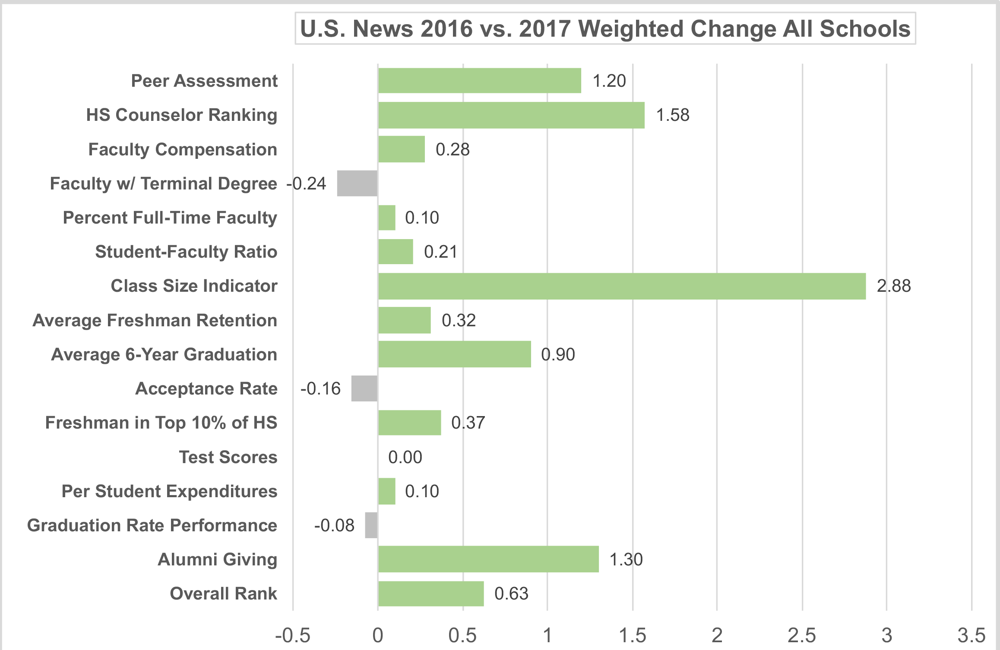 U.S. News 2016 vs. 2017 Weighted Change All Schools
Peer Assessment 1.20
HS Counselor Ranking 1.58
Faculty Compensation 0.28
Faculty w/ Terminal Degree -0.24
Percent Full-Time Faculty 0.10
Student-Faculty Ratio 0.21
Class Size Indicator 2.88
Average Freshman Retention 0.32
Average 6-Year Graduation 0.90
Acceptance Rate -0.16
Freshman in Top 10% of HS 0.37
Test Scores 0.00
Per Student Expenditures 0.10
Graduation Rate Performance -0.08
Alumni Giving 1.30
Overall Rank 0.63
-0.5 0 0.5 1 1.5 2 2.5 3 3.5